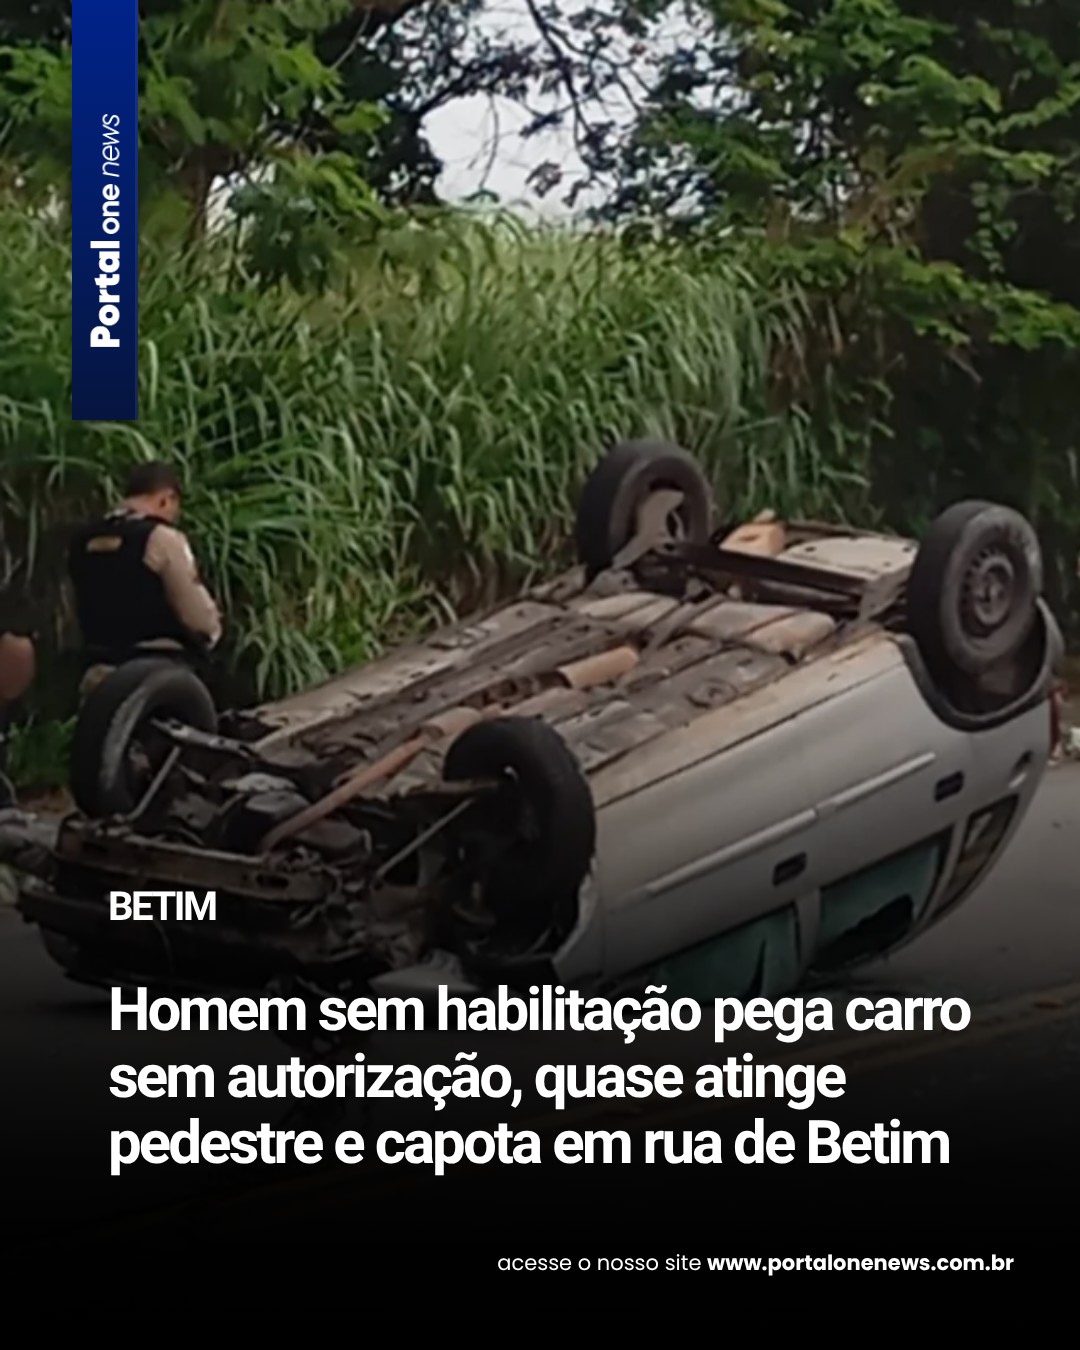 Portal one news
BETIM
Homem sem habilitação pega carro
sem autorização, quase atinge
pedestre e capota em rua de Betim
acesse o nosso site www.portalonenews.com.br